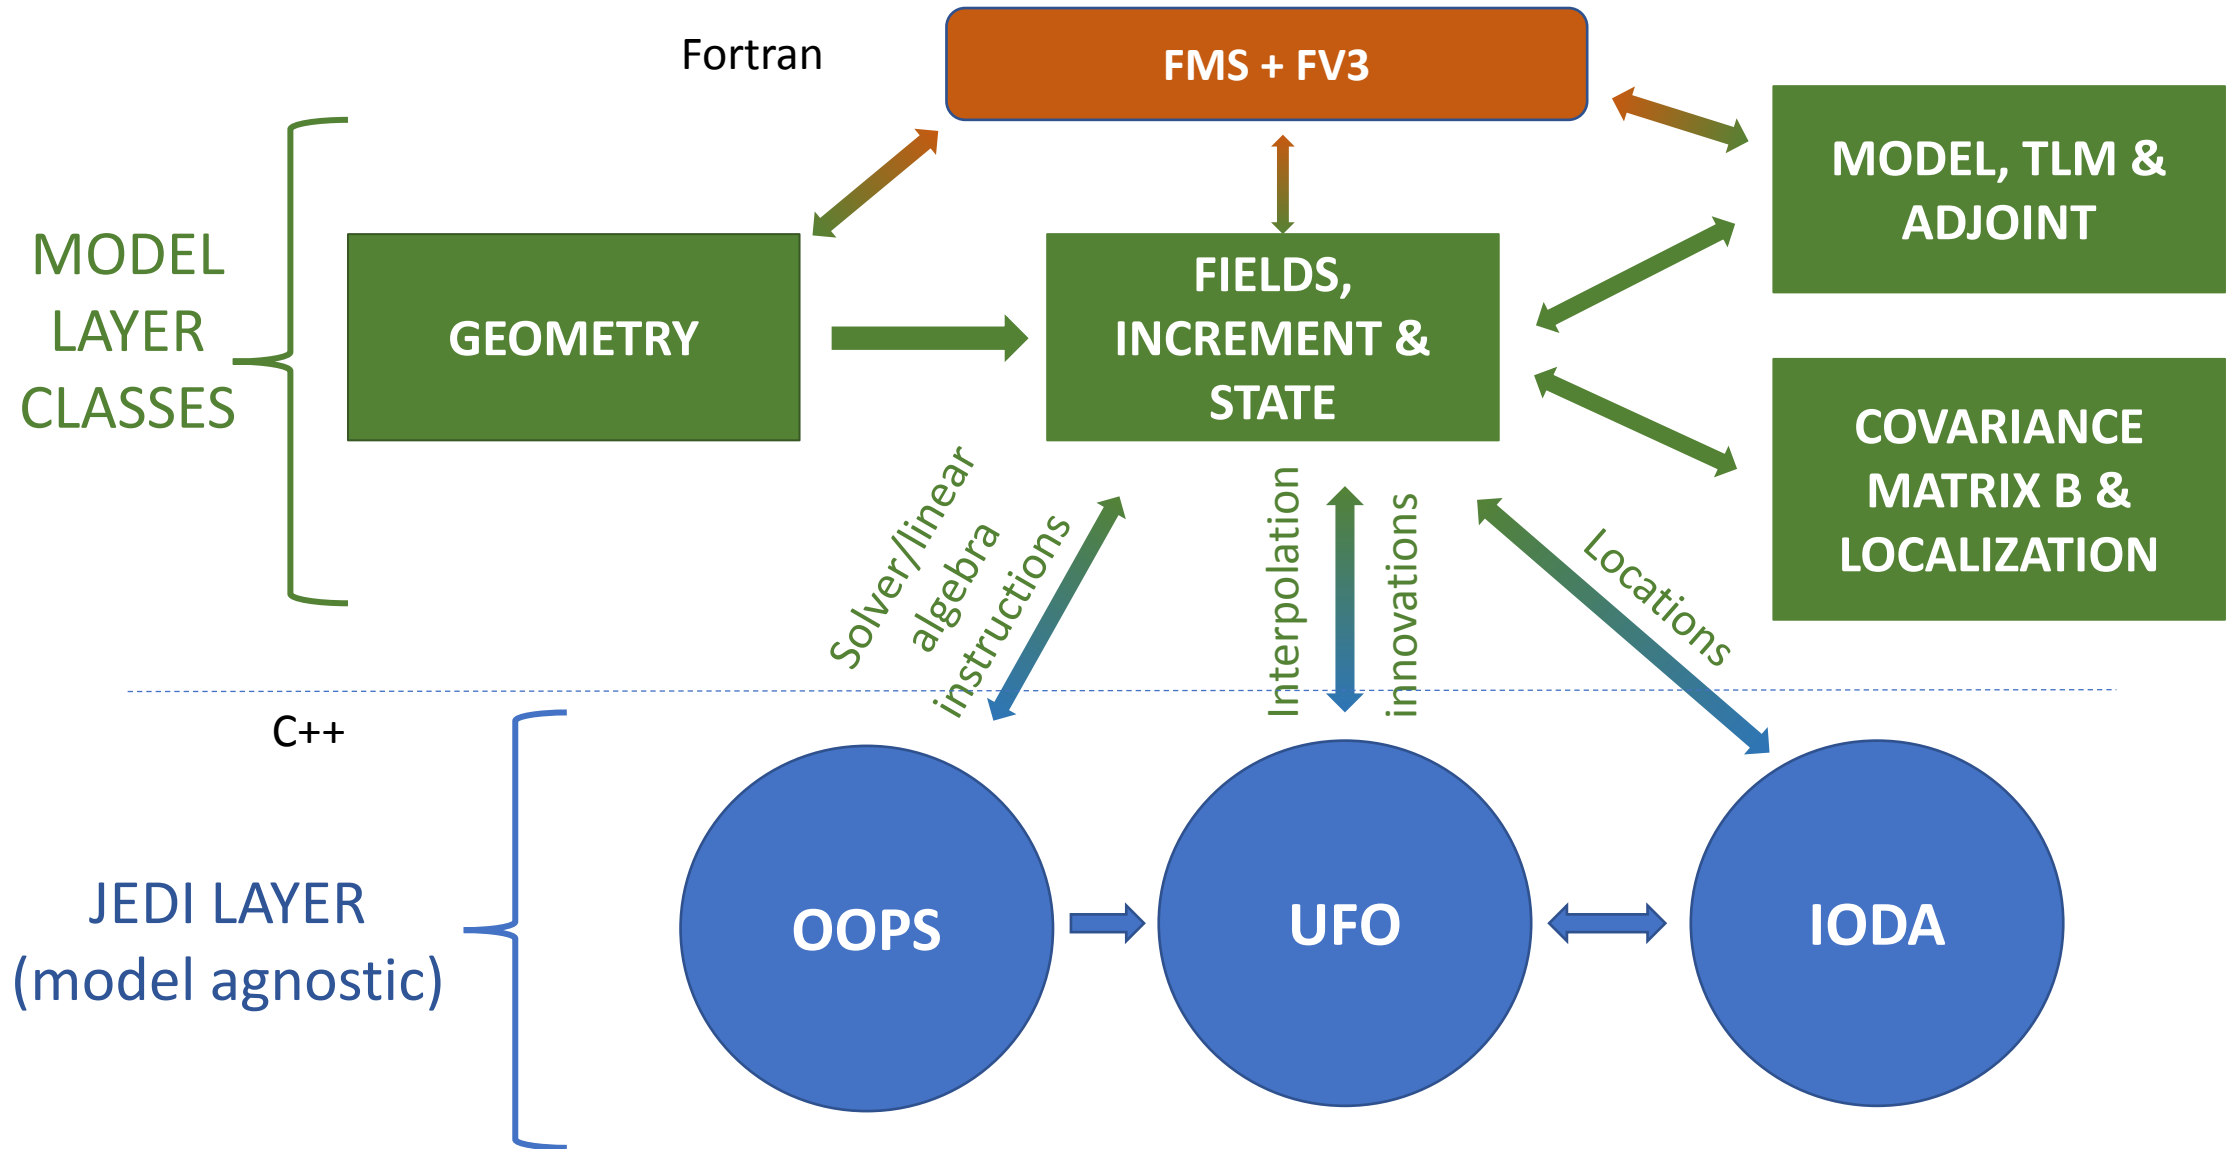 Fortran
FMS + FV3
MODEL
LAYER
CLASSES
GEOMETRY
FIELDS,
INCREMENT &
STATE
MODEL, TLM &
ADJOINT
COVARIANCE
MATRIX B &
LOCALIZATION
Solver/linear
algebra
instructions
Interpolation
innovations
Locations
C++
JEDI LAYER
(model agnostic)
OOPS
UFO
IODA